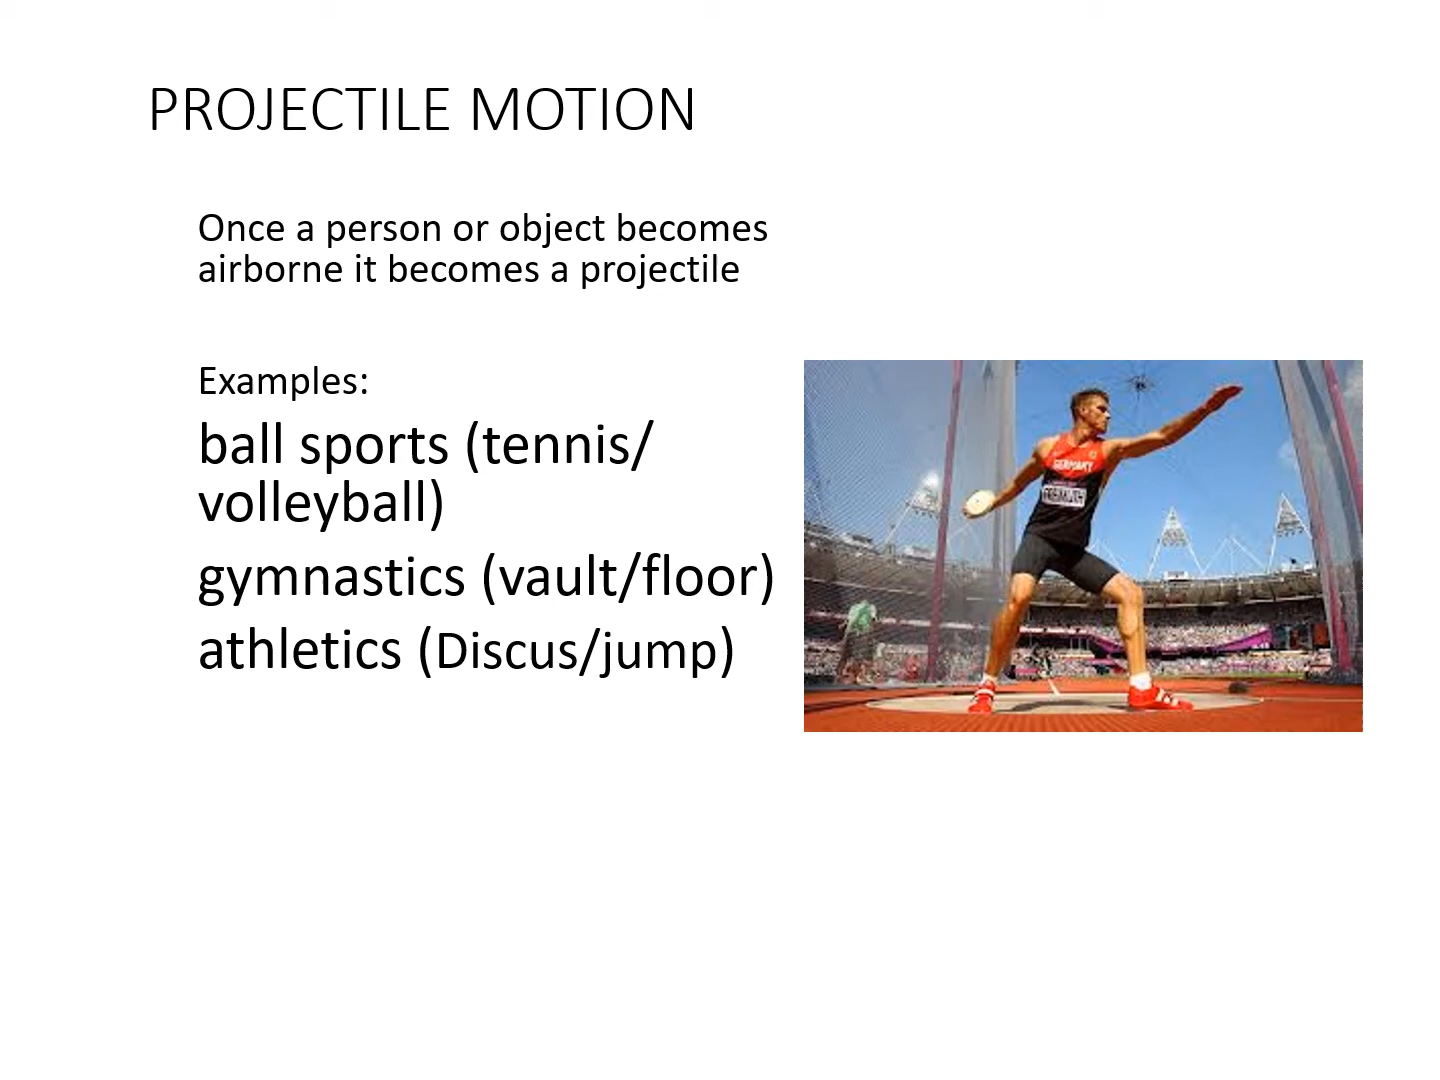 PROJECTILE MOTION
Once a person or object becomes
airborne it becomes a projectile
Examples:
ball sports (tennis/
volleyball)
gymnastics (vault/floor)
athletics (Discus/jump)
GERMANY